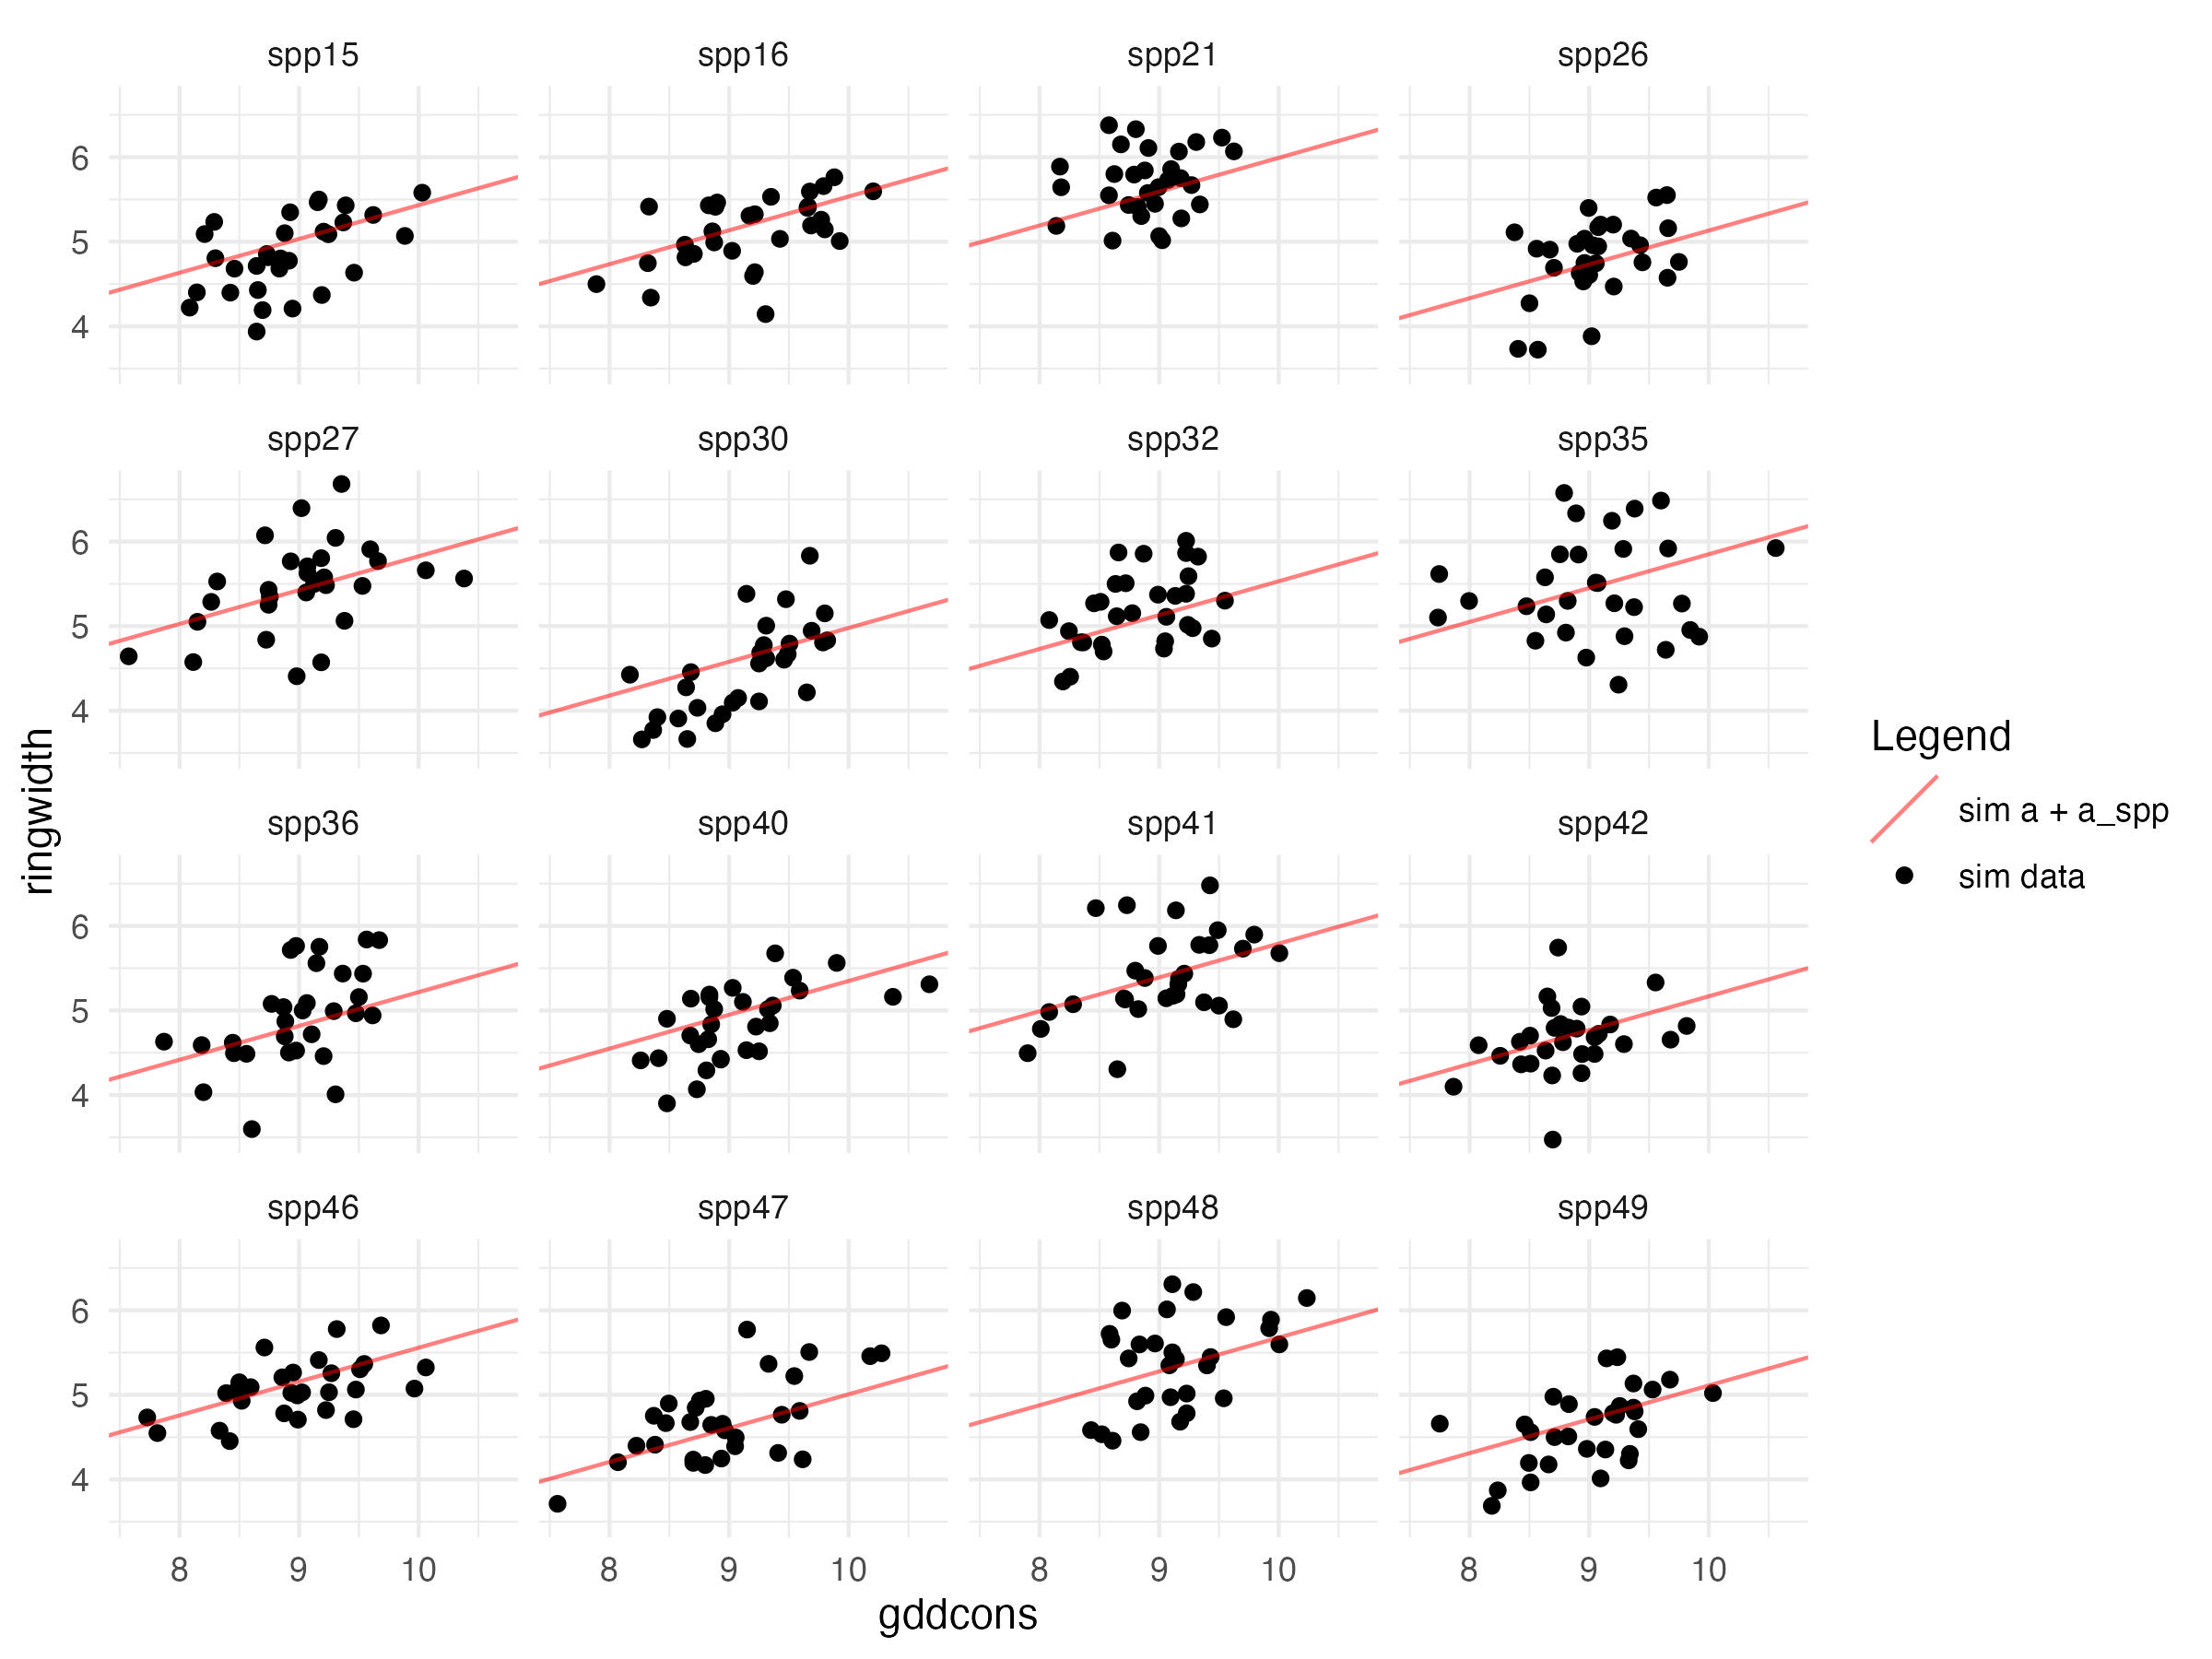 spp15 spp16 spp21 spp26
6
5
4
spp27 spp30 spp32 spp35
6
5
4
spp36 spp40 spp41 spp42
6
5
4
spp46 spp47 spp48 spp49
6
5
4
8 9 10 8 9 10 8 9 10 8 9 10
gddcons
ringwidth
Legend
sim a + a_spp
sim data